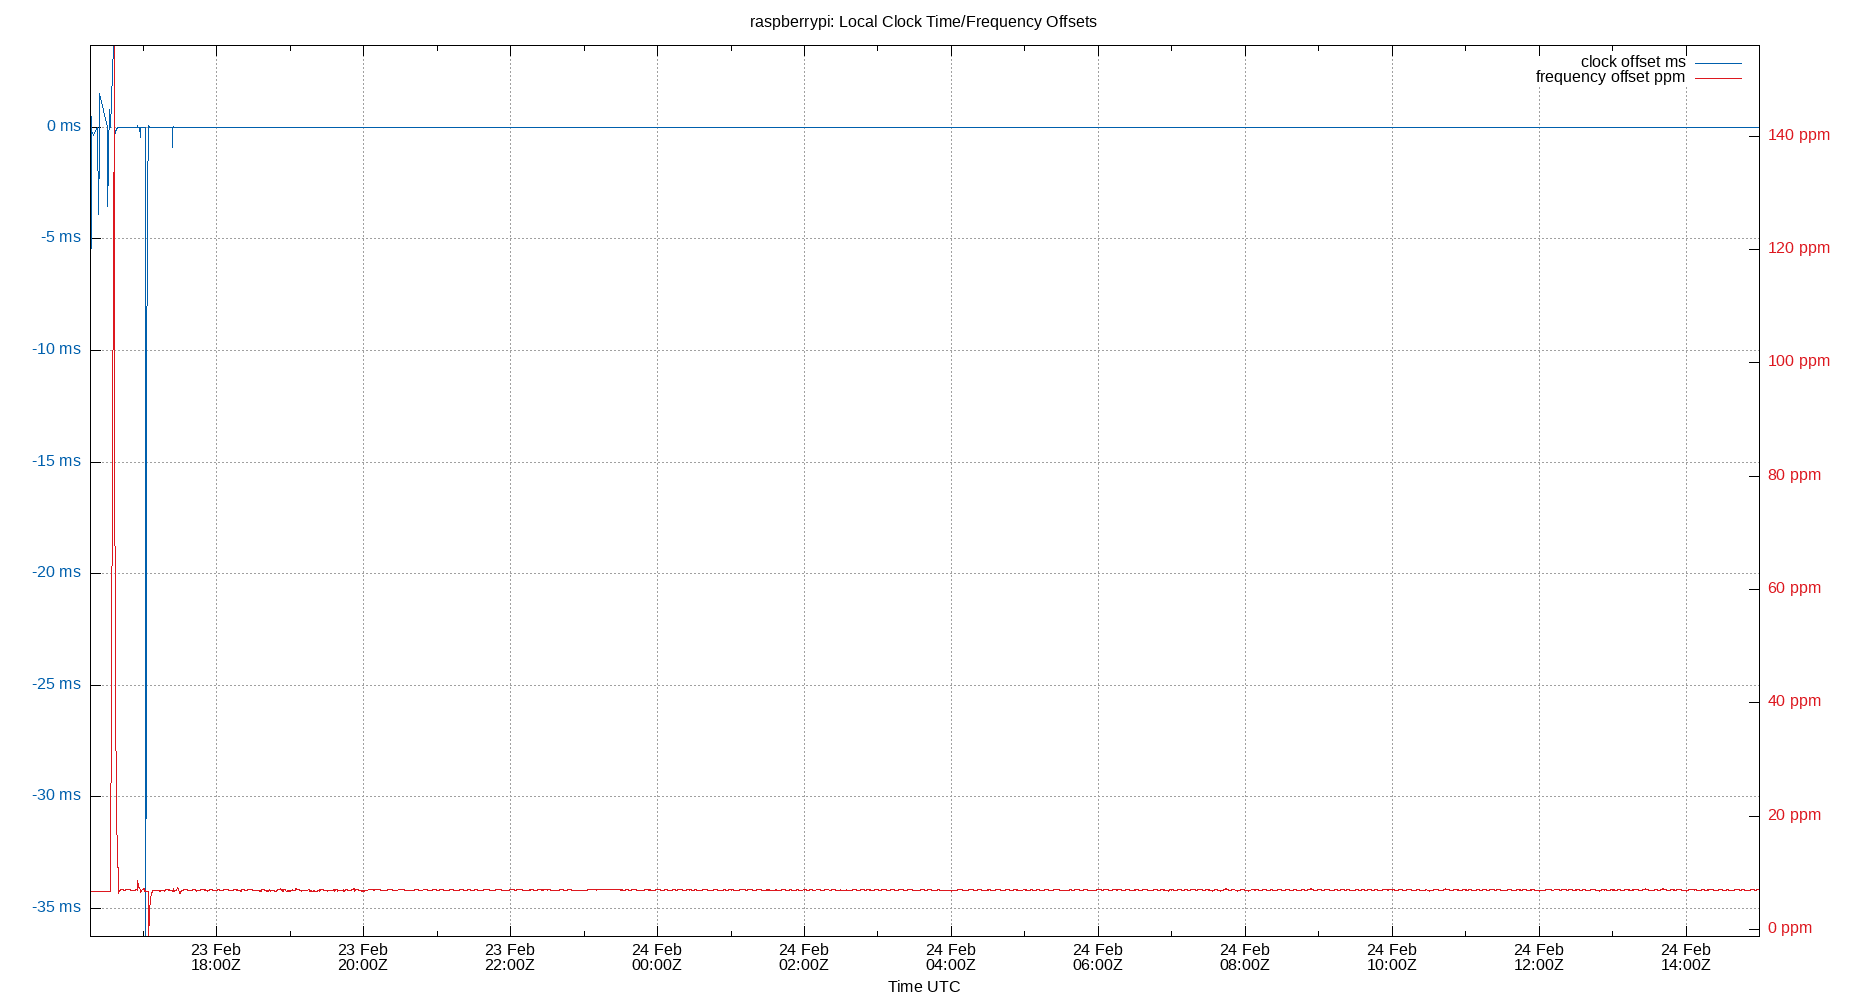 raspberrypi: Local Clock Time/Frequency Offsets
clock offset ms
frequency offset ppm
0 ms
-5 ms
-10 ms
-15 ms
-20 ms
-25 ms
-30 ms
-35 ms
140 ppm
120 ppm
100 ppm
80 ppm
60 ppm
40 ppm
20 ppm
0 ppm
23 Feb
18:00Z
23 Feb
20:00Z
23 Feb
22:00Z
24 Feb
00:00Z
24 Feb
02:00Z
24 Feb
04:00Z
24 Feb
06:00Z
24 Feb
08:00Z
24 Feb
10:00Z
24 Feb
12:00Z
24 Feb
14:00Z
Time UTC